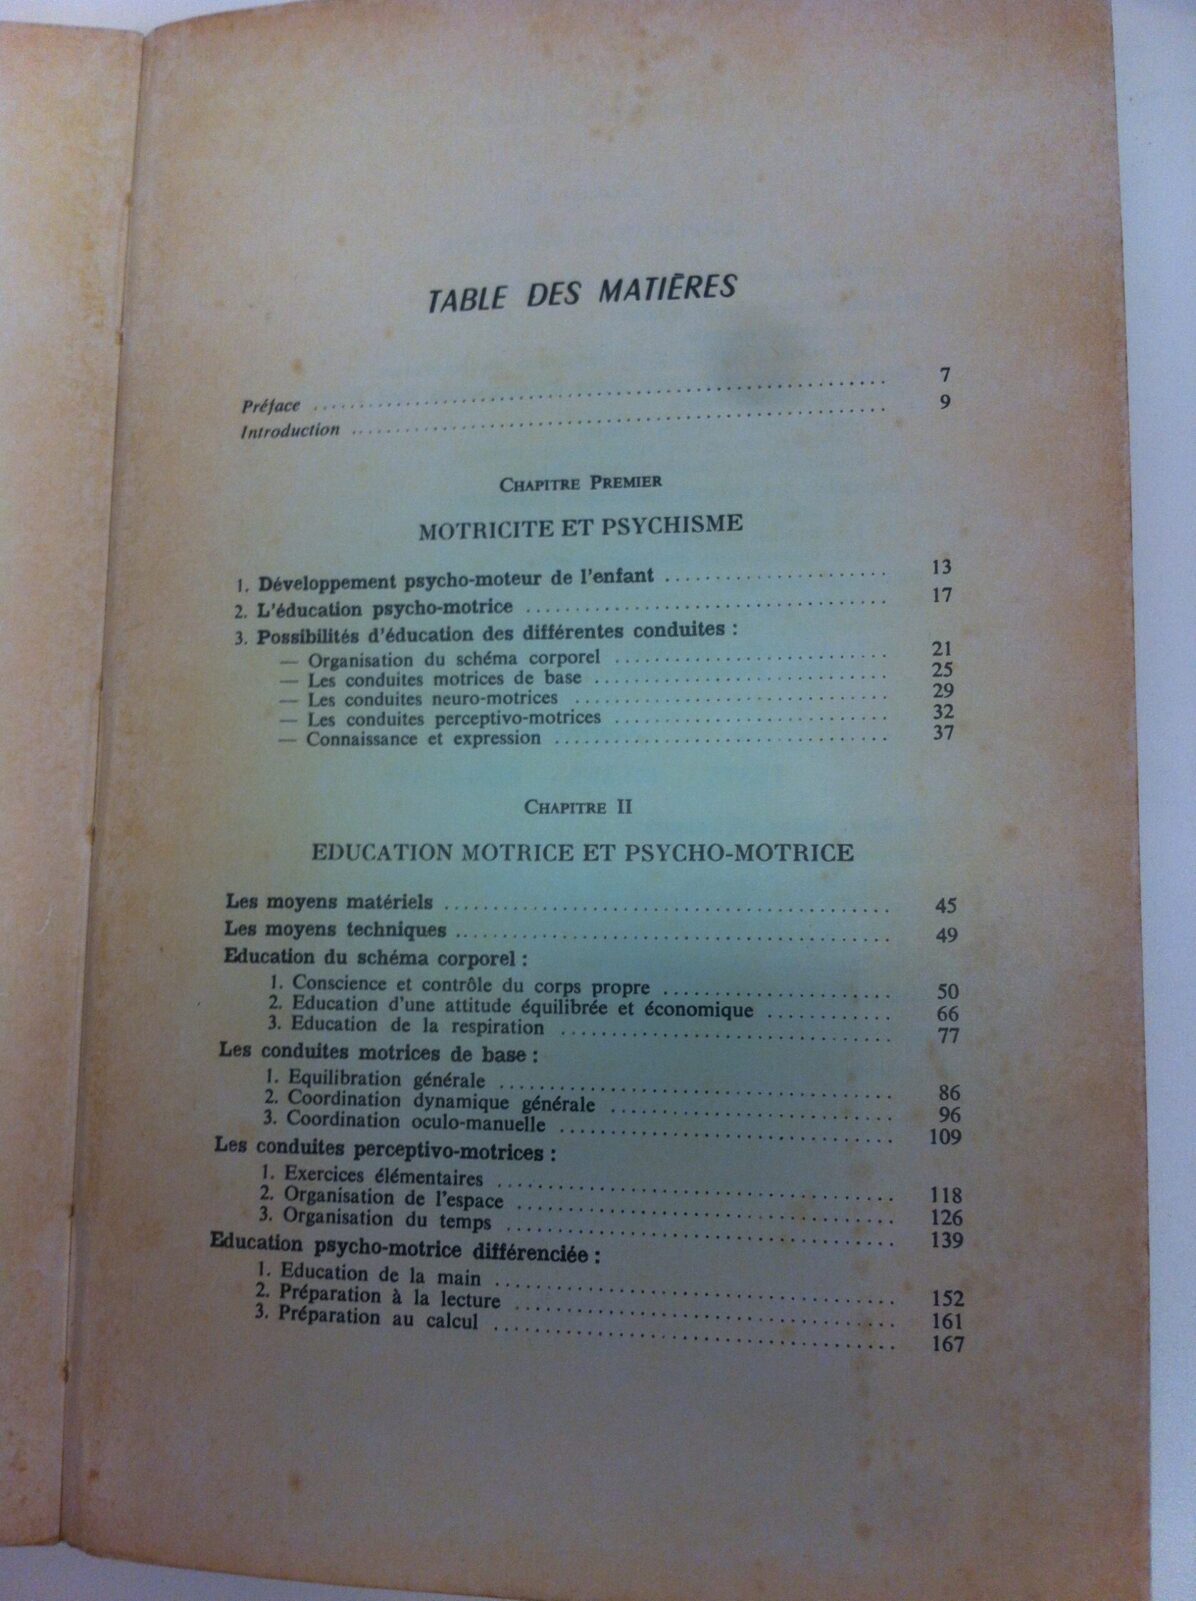 TABLE DES MATIÈRES
Préface ........................................ 7
Introduction ........................................ 9
CHAPITRE PREMIER
MOTRICITE ET PSYCHISME
1. Développement psycho-moteur de l'enfant .................... 13
2. L'éducation psycho-motrice .................... 17
3. Possibilités d'éducation des différentes conduites :
— Organisation du schéma corporel .................... 21
— Les conduites motrices de base .................... 25
— Les conduites neuro-motrices .................... 29
— Les conduites perceptivo-motrices .................... 32
— Connaissance et expression .................... 37
CHAPITRE II
EDUCATION MOTRICE ET PSYCHO-MOTRICE
Les moyens matériels .................... 45
Les moyens techniques .................... 49
Education du schéma corporel :
1. Conscience et contrôle du corps propre .................... 50
2. Education d'une attitude équilibrée et économique ............ 66
3. Education de la respiration .................... 77
Les conduites motrices de base :
1. Equilibration générale .................... 86
2. Coordination dynamique générale .................... 96
3. Coordination oculo-manuelle .................... 109
Les conduites perceptivo-motrices :
1. Exercices élémentaires .................... 118
2. Organisation de l'espace .................... 126
3. Organisation du temps .................... 139
Education psycho-motrice différenciée :
1. Education de la main .................... 152
2. Préparation à la lecture .................... 161
3. Préparation au calcul .................... 167